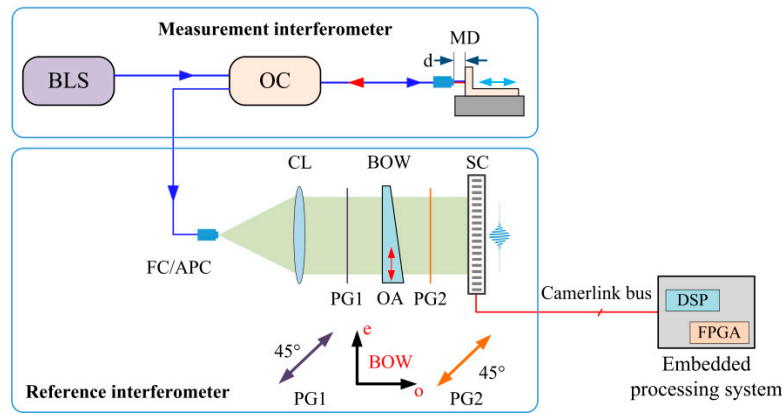 Measurement interferometer
MD
d
BLS
OC
CL
BOW
SC
FC/APC
PG1
OA
PG2
Camerlink bus
DSP
FPGA
Embedded
processing system
45°
e
BOW
o
45°
PG1
PG2
Reference interferometer